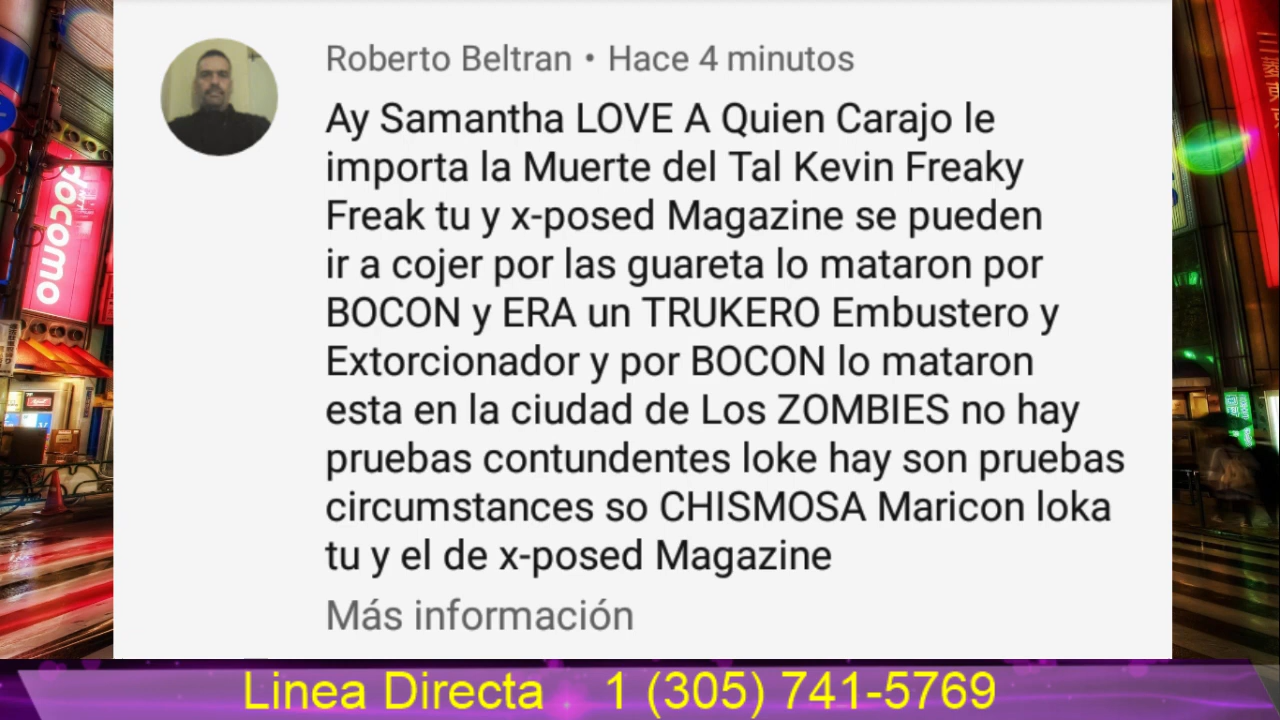 Roberto Beltran • Hace 4 minutos
Ay Samantha LOVE A Quien Carajo le
importa la Muerte del Tal Kevin Freaky
Freak tu y x-posed Magazine se pueden
ir a cojer por las guareta lo mataron por
BOCON y ERA un TRUKERO Embustero y
Extorcionador y por BOCON lo mataron
esta en la ciudad de Los ZOMBIES no hay
pruebas contundentes loke hay son pruebas
circumstances so CHISMOSA Maricon loka
tu y el de x-posed Magazine
Más información
docomo
Linea Directa 1 (305) 741-5769